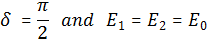 δ = π/2 and E₁ = E₂ = E₀